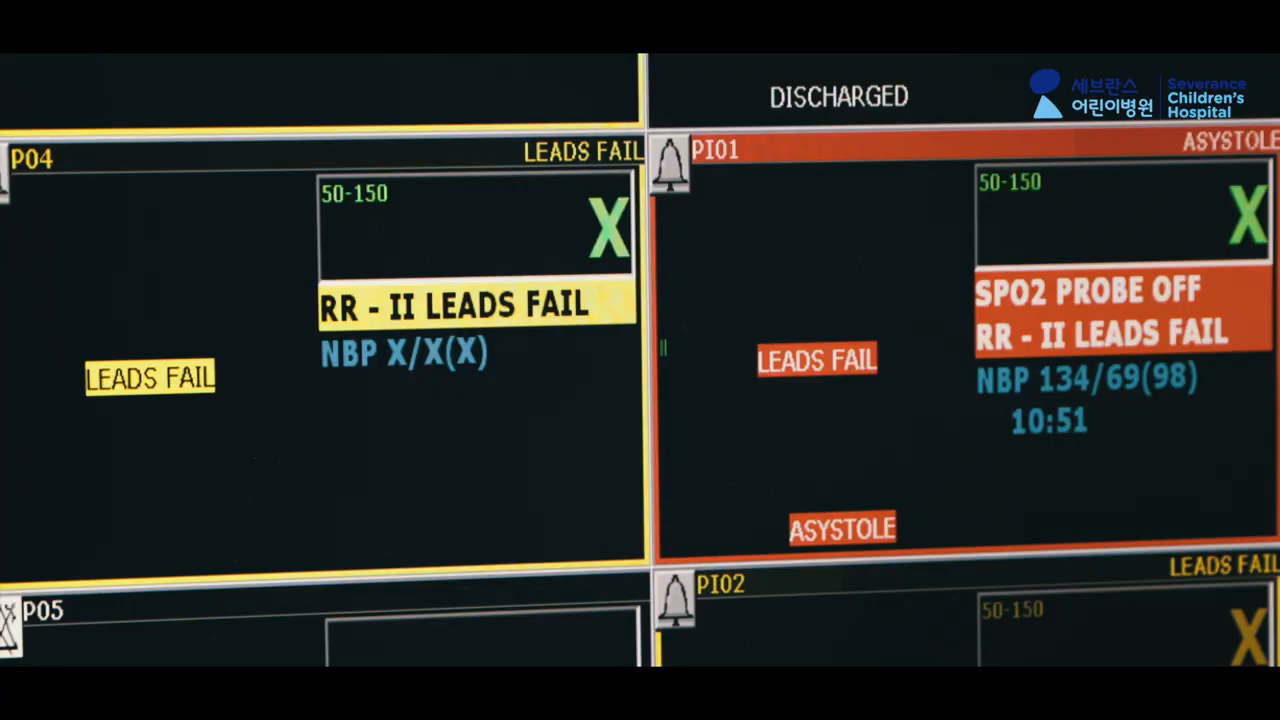 DISCHARGED
세브란스
어린이병원
Severance
Children's
Hospital
P04
LEADS FAIL
50-150
X
RR - II LEADS FAIL
NBP X/X(X)
LEADS FAIL
PI01
ASYSTOLE
50-150
X
SPO2 PROBE OFF
RR - II LEADS FAIL
NBP 134/69(98)
10:51
LEADS FAIL
ASYSTOLE
P05
PI02
LEADS FAIL
50-150
X